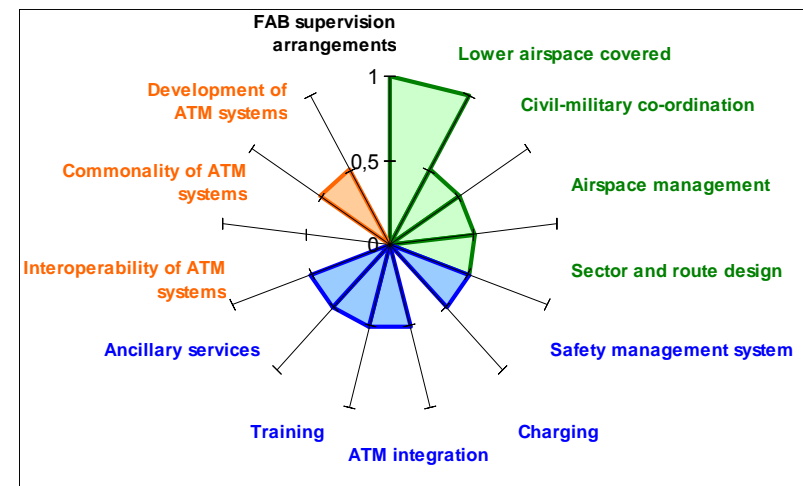 FAB supervision
arrangements
Lower airspace covered
Development of
ATM systems
1
Civil-military co-ordination
Commonality of ATM
systems
0,5
Airspace management
0
Interoperability of ATM
systems
Sector and route design
Ancillary services
Safety management system
Training
Charging
ATM integration